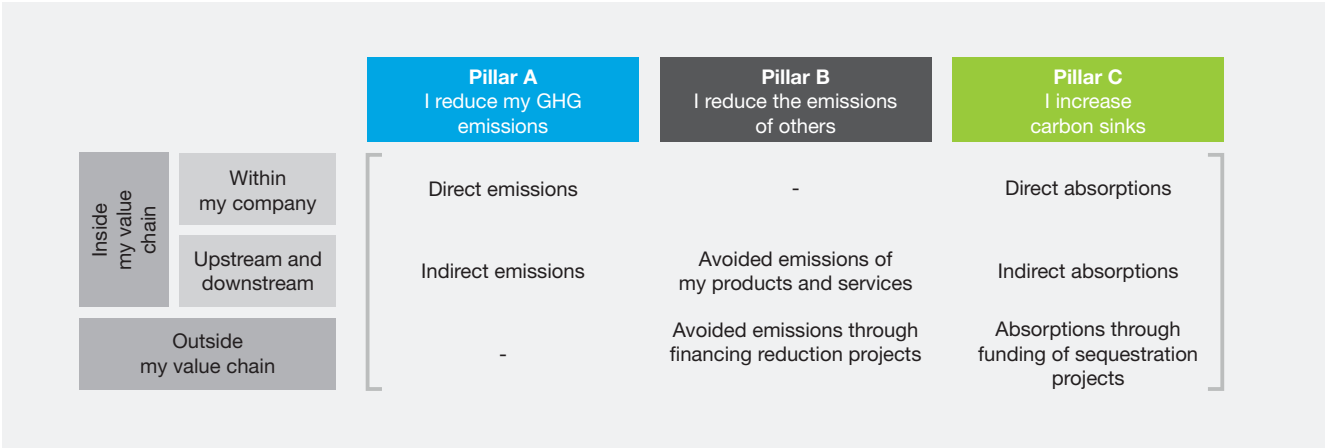 Pillar A
I reduce my GHG
emissions
Pillar B
I reduce the emissions
of others
Pillar C
I increase
carbon sinks
Inside
my value
chain
Within
my company
Direct emissions
-
Direct absorptions
Upstream and
downstream
Indirect emissions
Avoided emissions of
my products and services
Indirect absorptions
Outside
my value chain
-
Avoided emissions through
financing reduction projects
Absorptions through
funding of sequestration
projects